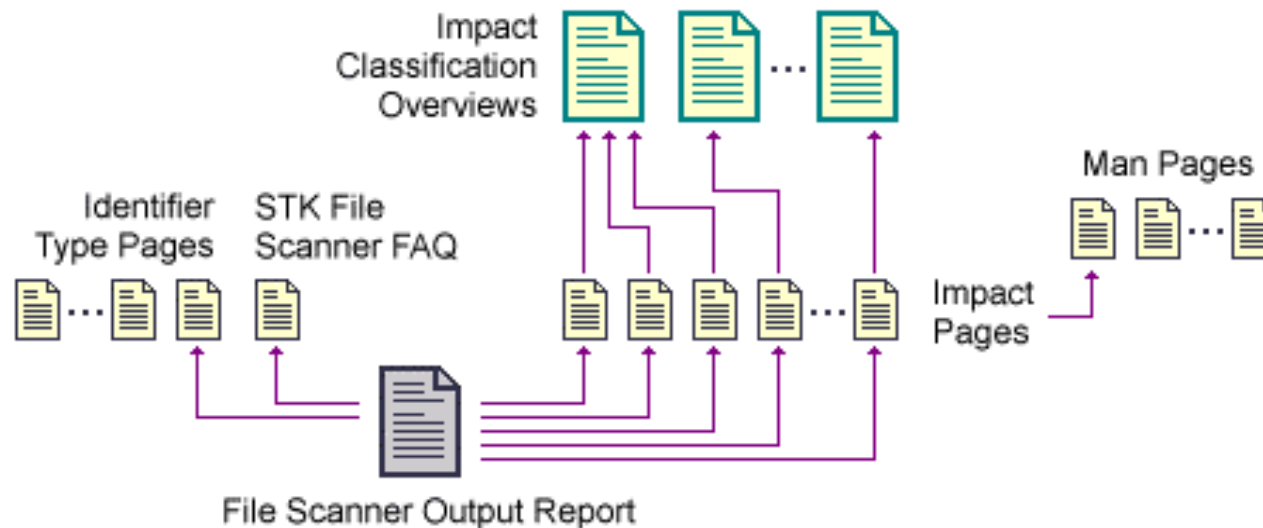 Impact
Classification
Overviews
Man Pages
Identifier
Type Pages
STK File
Scanner FAQ
Impact
Pages
File Scanner Output Report